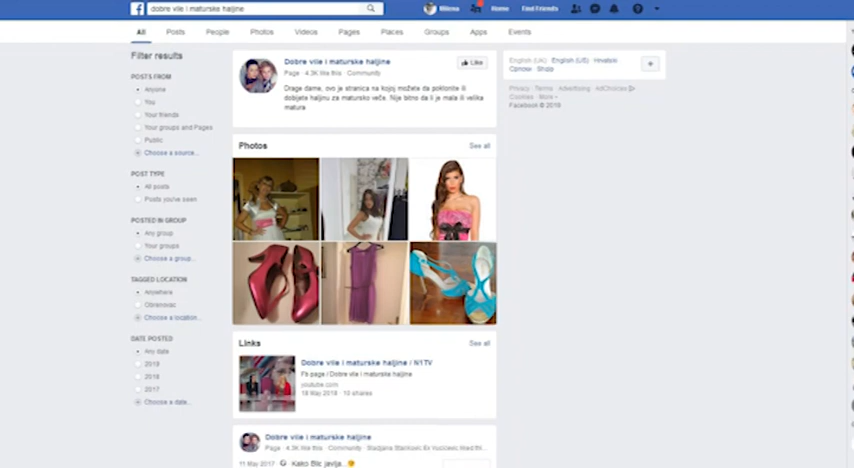 dobre vile i maturske haljine
Milena
Home
Find Friends
All Posts People Photos Videos Pages Places Groups Apps Events
Filter results
POSTS FROM
Anyone
You
Your friends
Your groups and Pages
Public
Choose a source...
POST TYPE
All posts
Posts you've seen
POSTED IN GROUP
Any group
Your groups
Choose a group...
TAGGED LOCATION
Anywhere
Obrenovac
Choose a location...
DATE POSTED
Any date
2019
2018
2017
Choose a date...
Dobre vile i maturske haljine
Like
Page · 4.3K like this · Community
Drage dame, ovo je stranica na kojoj možete da poklonite ili
dobijete haljinu za matursko veče. Nije bitno da li je mala ili velika
matura
Photos
See all
Links
See all
Dobre vile i maturske haljine / N1TV
Fb page / Dobre vile i maturske haljine
youtube.com
18 May 2018 · 10 shares
Dobre vile i maturske haljine
Page · 4.3K like this · Community
11 May 2017 · Kako Blic javlja...
English (UK) · English (US) · Hrvatski ·
Српски · Shqip
Privacy · Terms · Advertising · AdChoices
Cookies · More
Facebook © 2019